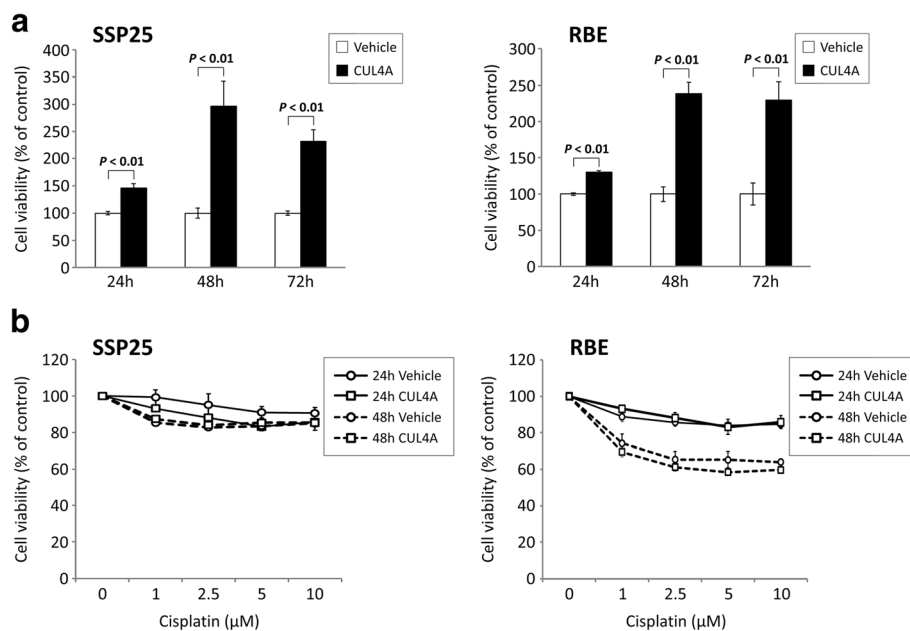 a
SSP25
Cell viability (% of control)
400
350
300
250
200
150
100
50
0
P < 0.01
P < 0.01
P < 0.01
24h
48h
72h
Vehicle
CUL4A
RBE
Cell viability (% of control)
300
250
200
150
100
50
0
P < 0.01
P < 0.01
P < 0.01
24h
48h
72h
Vehicle
CUL4A
b
SSP25
Cell viability (% of control)
120
100
80
60
40
20
0
0 1 2.5 5 10
Cisplatin (μM)
24h Vehicle
24h CUL4A
48h Vehicle
48h CUL4A
RBE
Cell viability (% of control)
120
100
80
60
40
20
0
0 1 2.5 5 10
Cisplatin (μM)
24h Vehicle
24h CUL4A
48h Vehicle
48h CUL4A